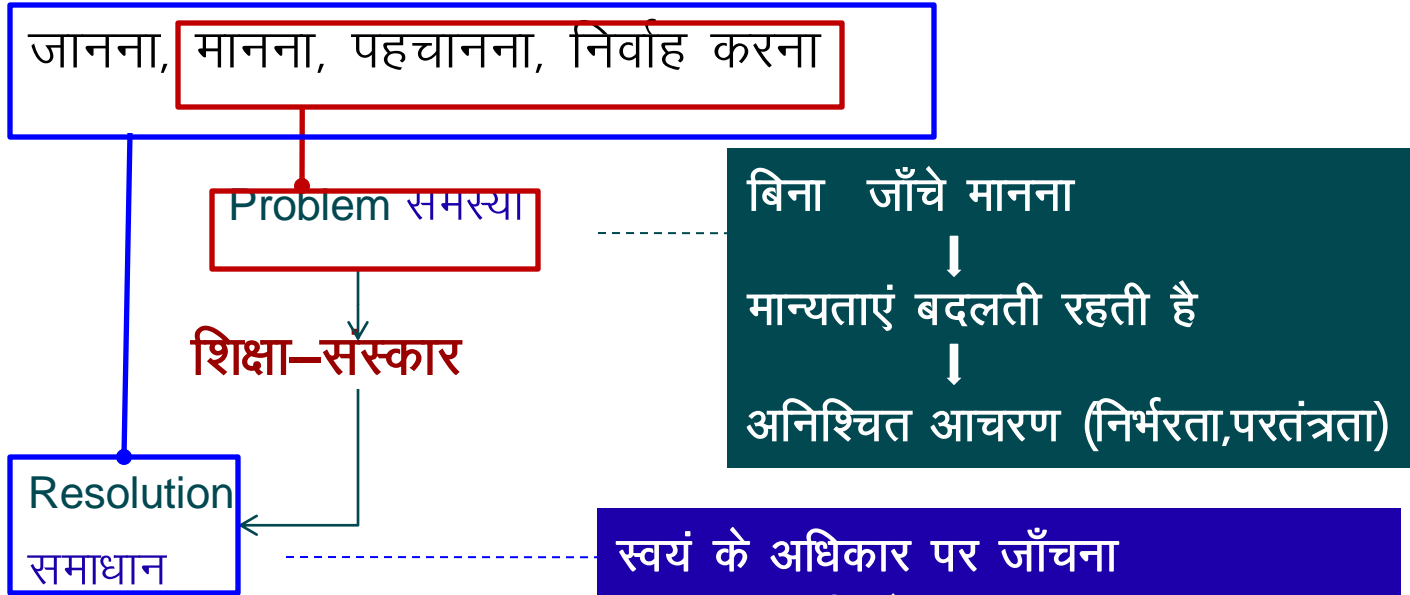 जानना, मानना, पहचानना, निर्वाह करना
Problem समस्या
बिना जाँचे मानना
मान्यताएं बदलती रहती है
शिक्षा–संस्कार
अनिश्चित आचरण (निर्भरता,परतंत्रता)
Resolution
समाधान
स्वयं के अधिकार पर जाँचना